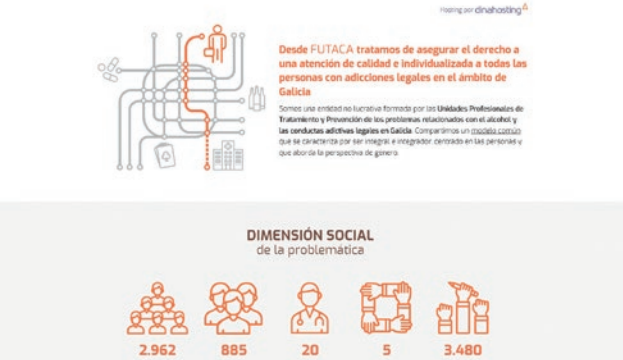 Hosting por dinahosting
Desde FUTACA tratamos de asegurar el derecho a
una atención de calidad e individualizada a todas las
personas con adicciones legales en el ámbito de
Galicia
Somos una entidad no lucrativa formada por las Unidades Profesionales de
Tratamiento y Prevención de los problemas relacionados con el alcohol y
las conductas adictivas legales en Galicia. Compartimos un modelo común
que se caracteriza por ser integral e integrador centrado en las personas y
que aborda la perspectiva de género.
DIMENSIÓN SOCIAL
de la problemática
2.962 885 20 5 3.480